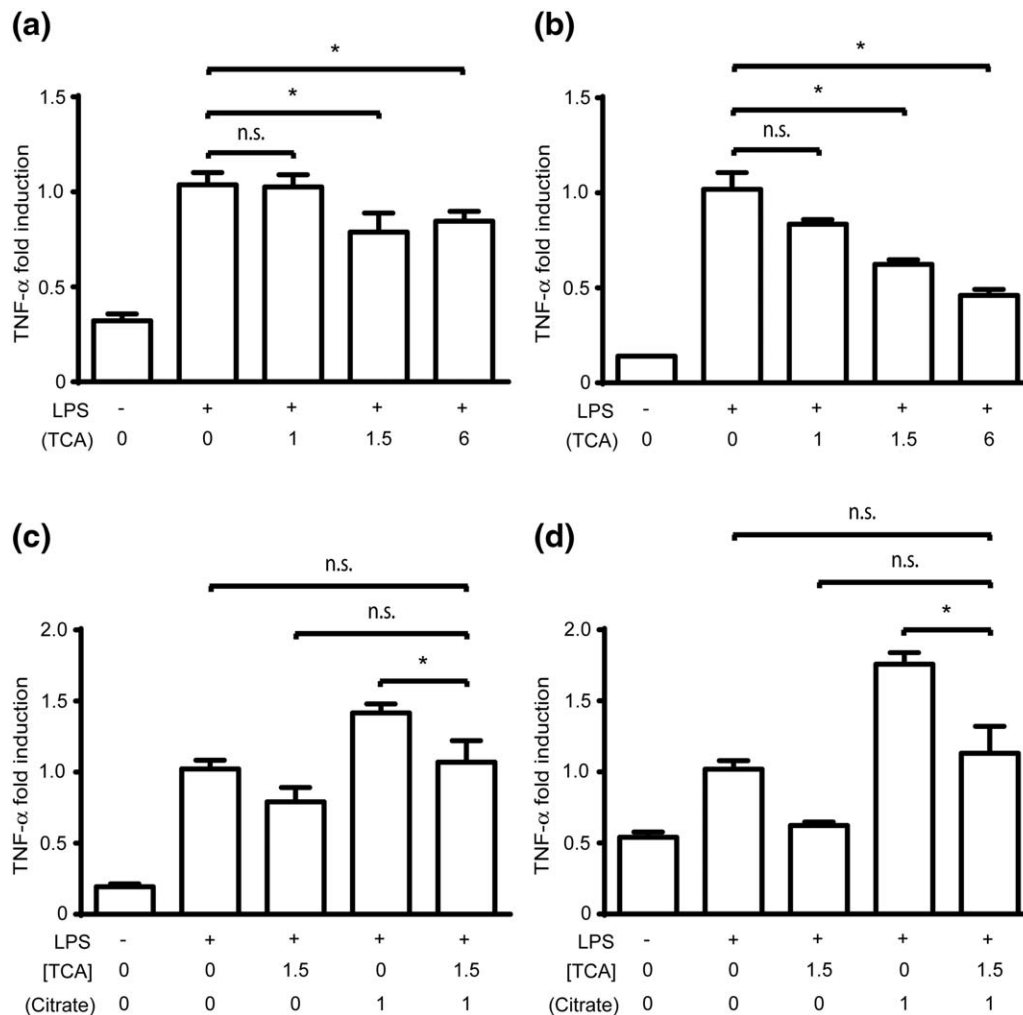 (a)
*
*
n.s.
1.5
1.0
0.5
0
TNF-α fold induction
LPS - + + + +
(TCA) 0 0 1 1.5 6
(b)
*
*
n.s.
1.5
1.0
0.5
0
TNF-α fold induction
LPS - + + + +
(TCA) 0 0 1 1.5 6
(c)
n.s.
n.s.
*
2.0
1.5
1.0
0.5
0
TNF-α fold induction
LPS - + + + +
[TCA] 0 0 1.5 0 1.5
(Citrate) 0 0 0 1 1
(d)
n.s.
n.s.
*
2.0
1.5
1.0
0.5
0
TNF-α fold induction
LPS - + + + +
[TCA] 0 0 1.5 0 1.5
(Citrate) 0 0 0 1 1